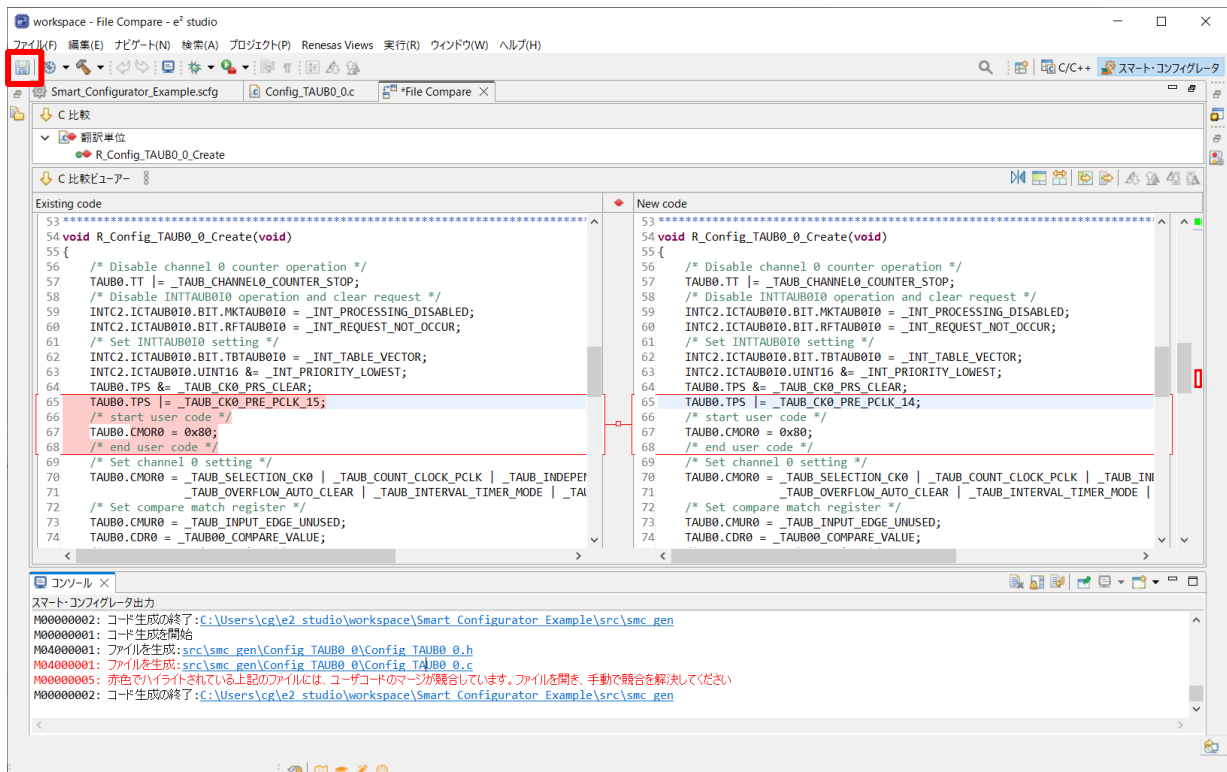 workspace - File Compare - e² studio
ファイル(F) 編集(E) ナビゲート(N) 検索(A) プロジェクト(P) Renesas Views 実行(R) ウィンドウ(W) ヘルプ(H)
C/C++ スマート・コンフィグレータ
Smart_Configurator_Example.scfg Config_TAUB0_0.c *File Compare
C 比較
翻訳単位
R_Config_TAUB0_0_Create
C 比較ビューアー
Existing code
53 ******************************************************************************
54 void R_Config_TAUB0_0_Create(void)
55 {
56 /* Disable channel 0 counter operation */
57 TAUB0.TT |= _TAUB_CHANNEL0_COUNTER_STOP;
58 /* Disable INTTAUB0I0 operation and clear request */
59 INTC2.ICTAUB0I0.BIT.MKTAUB0I0 = _INT_PROCESSING_DISABLED;
60 INTC2.ICTAUB0I0.BIT.RFTAUB0I0 = _INT_REQUEST_NOT_OCCUR;
61 /* Set INTTAUB0I0 setting */
62 INTC2.ICTAUB0I0.BIT.TBTAUB0I0 = _INT_TABLE_VECTOR;
63 INTC2.ICTAUB0I0.UINT16 &= _INT_PRIORITY_LOWEST;
64 TAUB0.TPS &= _TAUB_CK0_PRS_CLEAR;
65 TAUB0.TPS |= _TAUB_CK0_PRE_PCLK_15;
66 /* start user code */
67 TAUB0.CMOR0 = 0x80;
68 /* end user code */
69 /* Set channel 0 setting */
70 TAUB0.CMOR0 = _TAUB_SELECTION_CK0 | _TAUB_COUNT_CLOCK_PCLK | _TAUB_INDEPEN
71 _TAUB_OVERFLOW_AUTO_CLEAR | _TAUB_INTERVAL_TIMER_MODE | _TAU
72 /* Set compare match register */
73 TAUB0.CMUR0 = _TAUB_INPUT_EDGE_UNUSED;
74 TAUB0.CDR0 = _TAUB00_COMPARE_VALUE;
New code
53 **************************************************************************
54 void R_Config_TAUB0_0_Create(void)
55 {
56 /* Disable channel 0 counter operation */
57 TAUB0.TT |= _TAUB_CHANNEL0_COUNTER_STOP;
58 /* Disable INTTAUB0I0 operation and clear request */
59 INTC2.ICTAUB0I0.BIT.MKTAUB0I0 = _INT_PROCESSING_DISABLED;
60 INTC2.ICTAUB0I0.BIT.RFTAUB0I0 = _INT_REQUEST_NOT_OCCUR;
61 /* Set INTTAUB0I0 setting */
62 INTC2.ICTAUB0I0.BIT.TBTAUB0I0 = _INT_TABLE_VECTOR;
63 INTC2.ICTAUB0I0.UINT16 &= _INT_PRIORITY_LOWEST;
64 TAUB0.TPS &= _TAUB_CK0_PRS_CLEAR;
65 TAUB0.TPS |= _TAUB_CK0_PRE_PCLK_14;
66 /* start user code */
67 TAUB0.CMOR0 = 0x80;
68 /* end user code */
69 /* Set channel 0 setting */
70 TAUB0.CMOR0 = _TAUB_SELECTION_CK0 | _TAUB_COUNT_CLOCK_PCLK | _TAUB_IND
71 _TAUB_OVERFLOW_AUTO_CLEAR | _TAUB_INTERVAL_TIMER_MODE |
72 /* Set compare match register */
73 TAUB0.CMUR0 = _TAUB_INPUT_EDGE_UNUSED;
74 TAUB0.CDR0 = _TAUB00_COMPARE_VALUE;
コンソール
スマート・コンフィグレータ出力
M00000002: コード生成の終了:C:\Users\cg\e2_studio\workspace\Smart_Configurator_Example\src\smc_gen
M00000001: コード生成を開始
M04000001: ファイルを生成:src\smc_gen\Config_TAUB0_0\Config_TAUB0_0.h
M04000001: ファイルを生成:src\smc_gen\Config_TAUB0_0\Config_TAUB0_0.c
M00000005: 赤色でハイライトされている上記のファイルには、ユーザコードのマージが競合しています。ファイルを開き、手動で競合を解決してください
M00000002: コード生成の終了:C:\Users\cg\e2_studio\workspace\Smart_Configurator_Example\src\smc_gen